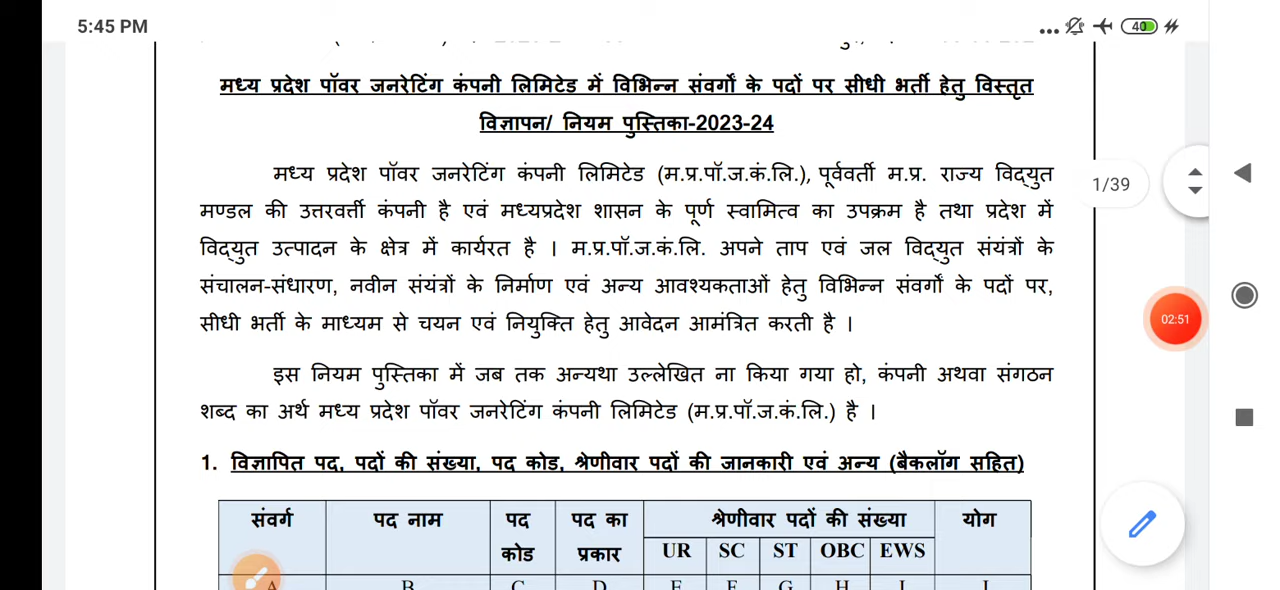 5:45 PM
40
मध्य प्रदेश पॉवर जनरेटिंग कंपनी लिमिटेड में विभिन्न संवर्गों के पदों पर सीधी भर्ती हेतु विस्तृत
विज्ञापन/ नियम पुस्तिका-2023-24
मध्य प्रदेश पॉवर जनरेटिंग कंपनी लिमिटेड (म.प्र.पॉ.ज.कं.लि.), पूर्ववर्ती म.प्र. राज्य विद्युत
मण्डल की उत्तरवर्त्ती कंपनी है एवं मध्यप्रदेश शासन के पूर्ण स्वामित्व का उपक्रम है तथा प्रदेश में
विद्युत उत्पादन के क्षेत्र में कार्यरत है । म.प्र.पॉ.ज.कं.लि. अपने ताप एवं जल विद्युत संयंत्रों के
संचालन-संधारण, नवीन संयंत्रों के निर्माण एवं अन्य आवश्यकताओं हेतु विभिन्न संवर्गों के पदों पर,
सीधी भर्ती के माध्यम से चयन एवं नियुक्ति हेतु आवेदन आमंत्रित करती है ।
इस नियम पुस्तिका में जब तक अन्यथा उल्लेखित ना किया गया हो, कंपनी अथवा संगठन
शब्द का अर्थ मध्य प्रदेश पॉवर जनरेटिंग कंपनी लिमिटेड (म.प्र.पॉ.ज.कं.लि.) है ।
1. विज्ञापित पद, पदों की संख्या, पद कोड, श्रेणीवार पदों की जानकारी एवं अन्य (बैकलॉग सहित)
संवर्ग पद नाम पद कोड पद का प्रकार श्रेणीवार पदों की संख्या योग
UR SC ST OBC EWS
A B C D E F G H I J
1/39
02:51